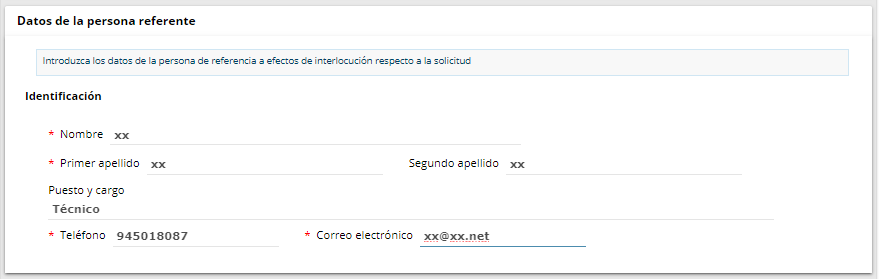 Datos de la persona referente
Introduzca los datos de la persona de referencia a efectos de interlocución respecto a la solicitud
Identificación
* Nombre xx
* Primer apellido xx Segundo apellido xx
Puesto y cargo
Técnico
* Teléfono 945018087 * Correo electrónico xx@xx.net